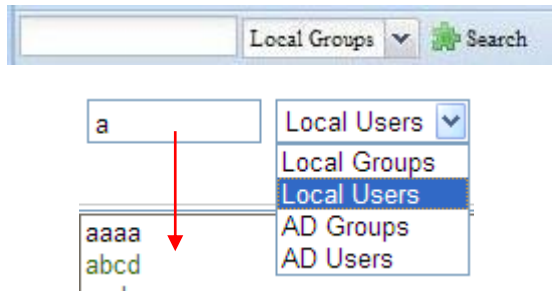 Local Groups Search
a Local Users
Local Groups
Local Users
AD Groups
AD Users
aaaa
abcd